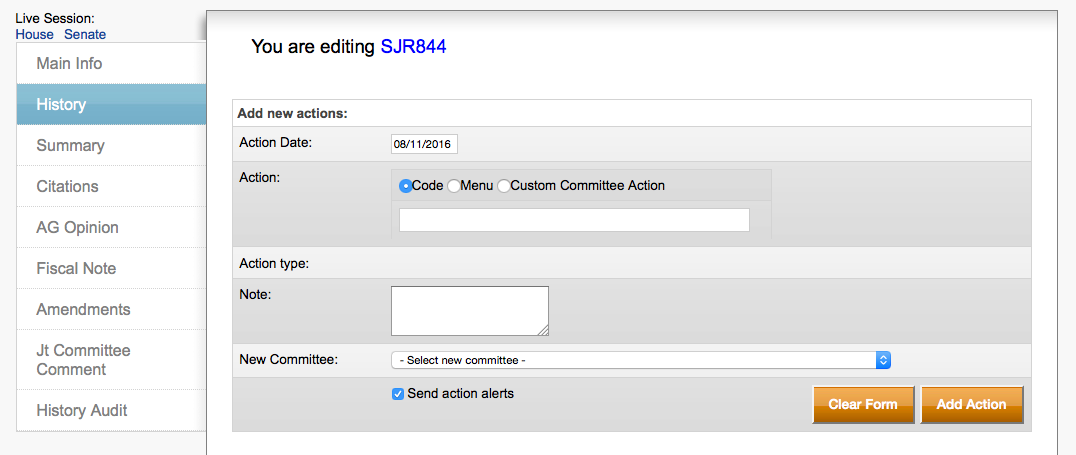 Live Session:
House Senate
Main Info
History
Summary
Citations
AG Opinion
Fiscal Note
Amendments
Jt Committee
Comment
History Audit
You are editing SJR844
Add new actions:
Action Date: 08/11/2016
Action: Code Menu Custom Committee Action
Action type:
Note:
New Committee: - Select new committee -
Send action alerts Clear Form Add Action